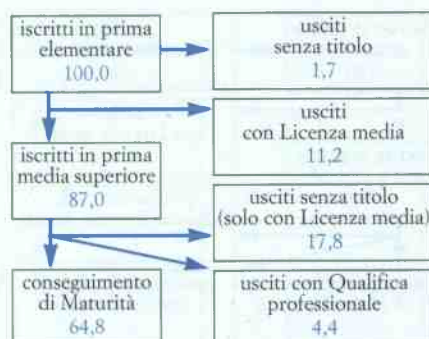 iscritti in prima
elementare
100,0
usciti
senza titolo
1,7
usciti
con Licenza media
11,2
iscritti in prima
media superiore
87,0
usciti senza titolo
(solo con Licenza media)
17,8
conseguimento
di Maturità
64,8
usciti con Qualifica
professionale
4,4